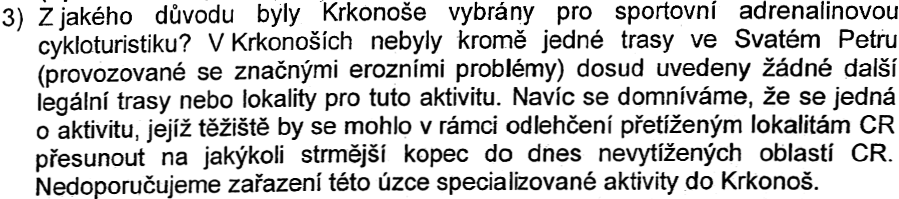 3) Z jakého důvodu byly Krkonoše vybrány pro sportovní adrenalinovou
cykloturistiku? V Krkonoších nebyly kromě jedné trasy ve Svatém Petru
(provozované se značnými erozními problémy) dosud uvedeny žádné další
legální trasy nebo lokality pro tuto aktivitu. Navíc se domníváme, že se jedná
o aktivitu, jejíž těžiště by se mohlo v rámci odlehčení přetíženým lokalitám CR
přesunout na jakýkoli strmější kopec do dnes nevytížených oblastí CR.
Nedoporučujeme zařazení této úzce specializované aktivity do Krkonoš.